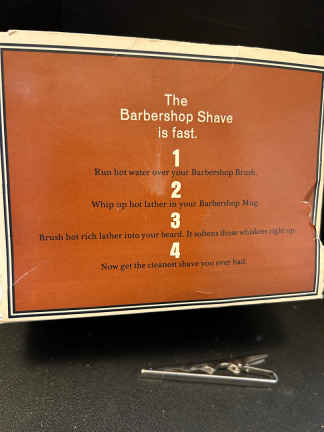 The
Barbershop Shave
is fast.
1
Run hot water over your Barbershop Brush.
2
Whip up hot lather in your Barbershop Mug.
3
Brush hot rich lather into your beard. It softens those whiskers right up.
4
Now get the cleanest shave you ever had.